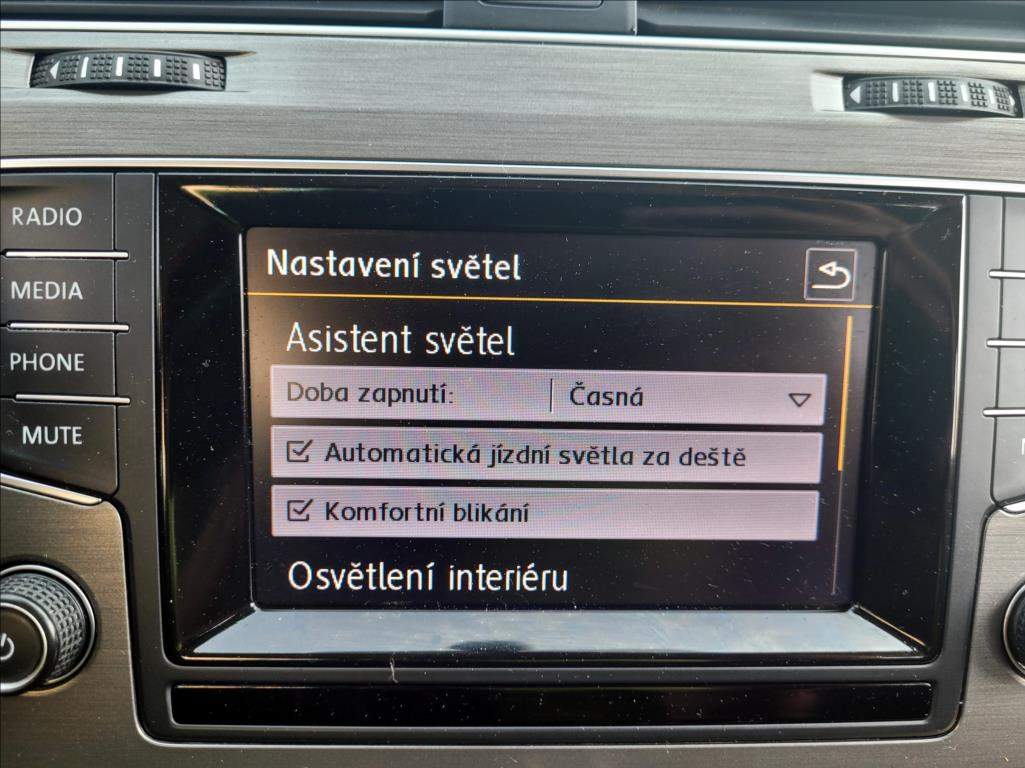 RADIO
MEDIA
PHONE
MUTE
Nastavení světel
Asistent světel
Doba zapnutí: Časná
Automatická jízdní světla za deště
Komfortní blikání
Osvětlení interiéru